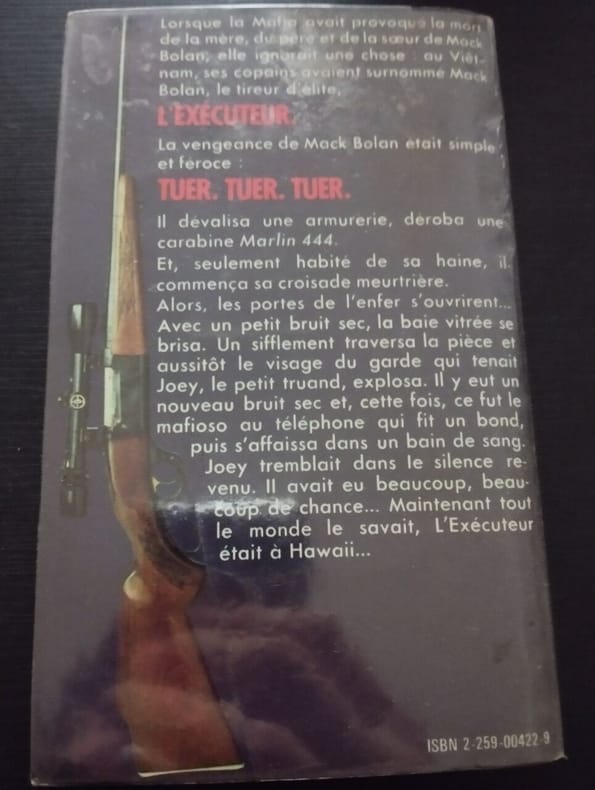 Lorsque la Mafia avait provoqué la mort
de la mère, du père et de la sœur de Mack
Bolan, elle ignorait une chose : au Viêt-
nam, ses copains avaient surnommé Mack
Bolan, le tireur d'élite,
L'EXÉCUTEUR.
La vengeance de Mack Bolan était simple
et féroce :
TUER. TUER. TUER.
Il dévalisa une armurerie, déroba une
carabine Marlin 444.
Et, seulement habité de sa haine, il
commença sa croisade meurtrière.
Alors, les portes de l'enfer s'ouvrirent...
Avec un petit bruit sec, la baie vitrée se
brisa. Un sifflement traversa la pièce et
aussitôt le visage du garde qui tenait
Joey, le petit truand, explosa. Il y eut un
nouveau bruit sec et, cette fois, ce fut le
mafioso au téléphone qui fit un bond,
puis s'affaissa dans un bain de sang.
Joey tremblait dans le silence re-
venu. Il avait eu beaucoup, beau-
coup de chance... Maintenant tout
le monde le savait, L'Exécuteur
était à Hawaii...
ISBN 2-259-00422-9